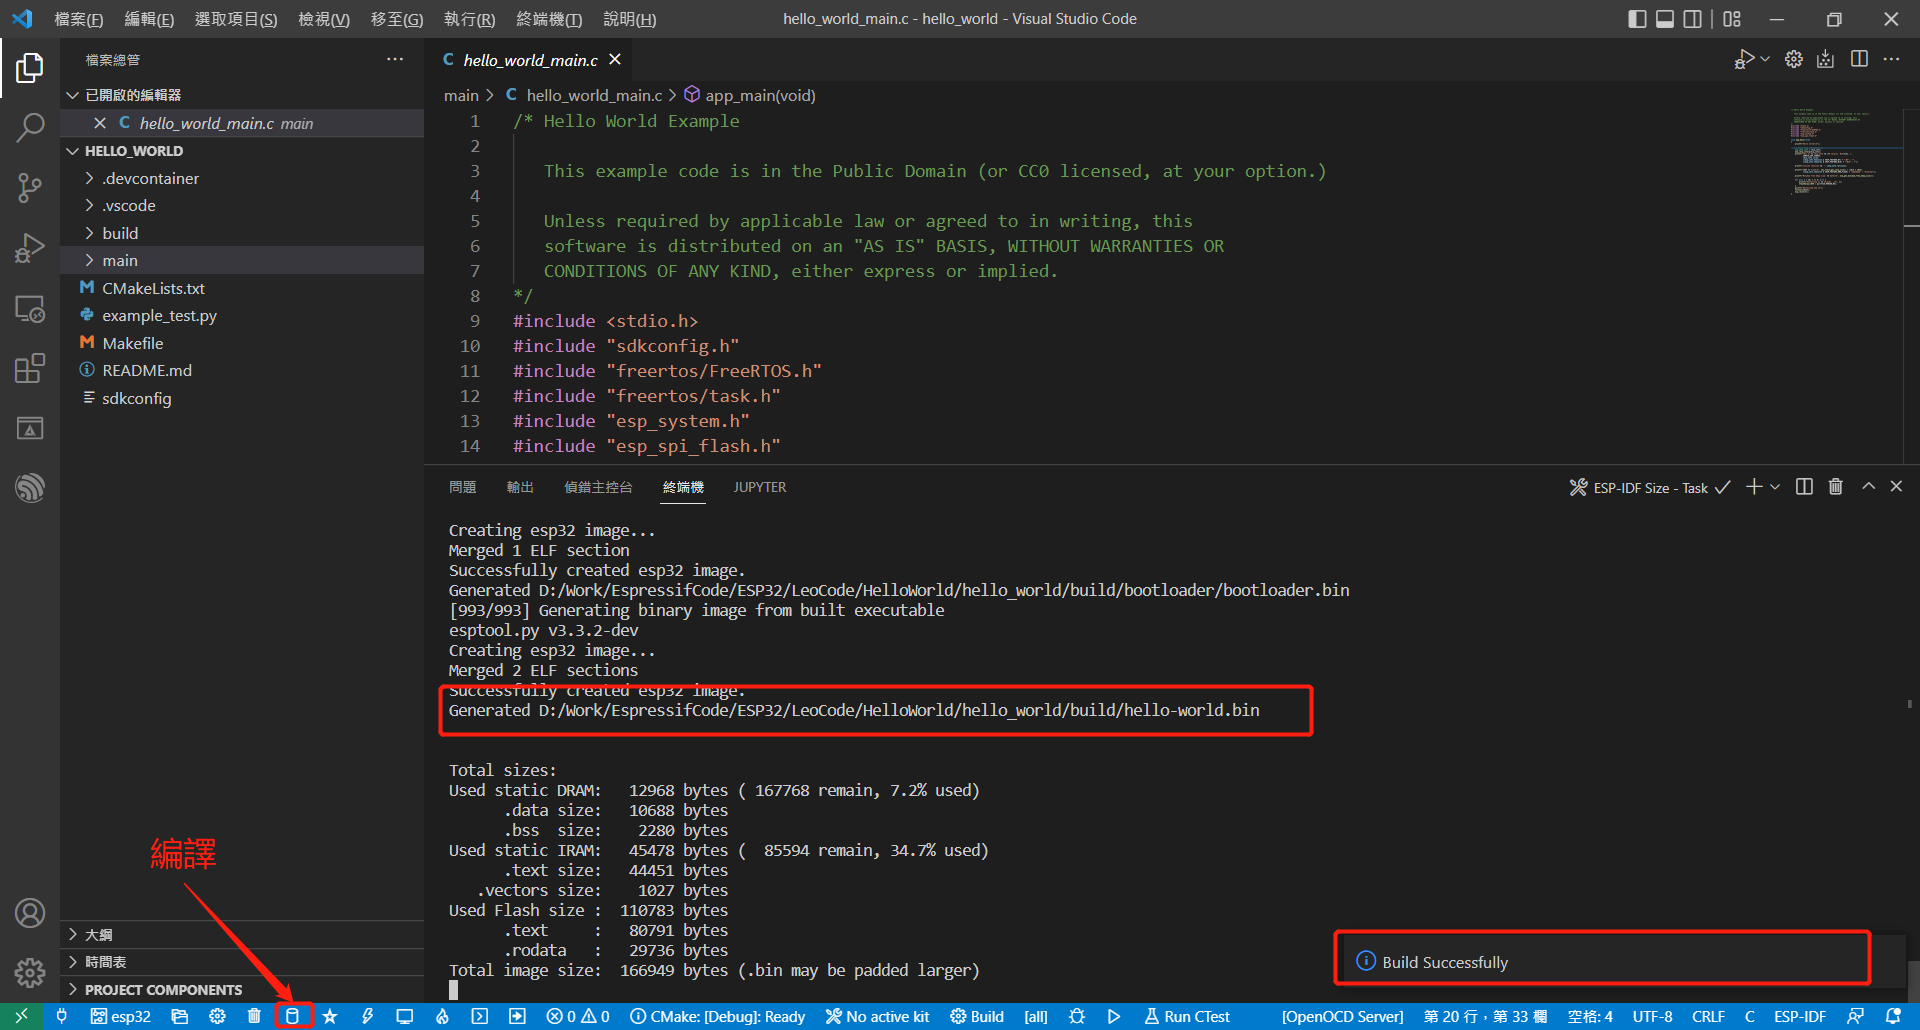 檔案(F) 編輯(E) 選取項目(S) 檢視(V) 移至(G) 執行(R) 終端機(T) 說明(H)
hello_world_main.c - hello_world - Visual Studio Code
檔案總管
已開啟的編輯器
C hello_world_main.c main
HELLO_WORLD
.devcontainer
.vscode
build
main
M CMakeLists.txt
example_test.py
M Makefile
README.md
sdkconfig
大綱
時間表
PROJECT COMPONENTS
編譯
C hello_world_main.c
main > C hello_world_main.c > app_main(void)
1 /* Hello World Example
2
3 This example code is in the Public Domain (or CC0 licensed, at your option.)
4
5 Unless required by applicable law or agreed to in writing, this
6 software is distributed on an "AS IS" BASIS, WITHOUT WARRANTIES OR
7 CONDITIONS OF ANY KIND, either express or implied.
8 */
9 #include <stdio.h>
10 #include "sdkconfig.h"
11 #include "freertos/FreeRTOS.h"
12 #include "freertos/task.h"
13 #include "esp_system.h"
14 #include "esp_spi_flash.h"
問題 輸出 偵錯主控台 終端機 JUPYTER
ESP-IDF Size - Task
Creating esp32 image...
Merged 1 ELF section
Successfully created esp32 image.
Generated D:/Work/EspressifCode/ESP32/LeoCode/HelloWorld/hello_world/build/bootloader/bootloader.bin
[993/993] Generating binary image from built executable
esptool.py v3.3.2-dev
Creating esp32 image...
Merged 2 ELF sections
Successfully created esp32 image.
Generated D:/Work/EspressifCode/ESP32/LeoCode/HelloWorld/hello_world/build/hello-world.bin
Total sizes:
Used static DRAM: 12968 bytes ( 167768 remain, 7.2% used)
.data size: 10688 bytes
.bss size: 2280 bytes
Used static IRAM: 45478 bytes ( 85594 remain, 34.7% used)
.text size: 44451 bytes
.vectors size: 1027 bytes
Used Flash size : 110783 bytes
.text : 80791 bytes
.rodata : 29736 bytes
Total image size: 166949 bytes (.bin may be padded larger)
Build Successfully
esp32 0 0 CMake: [Debug]: Ready No active kit Build [all] Run CTest [OpenOCD Server] 第 20 行，第 33 欄 空格: 4 UTF-8 CRLF C ESP-IDF